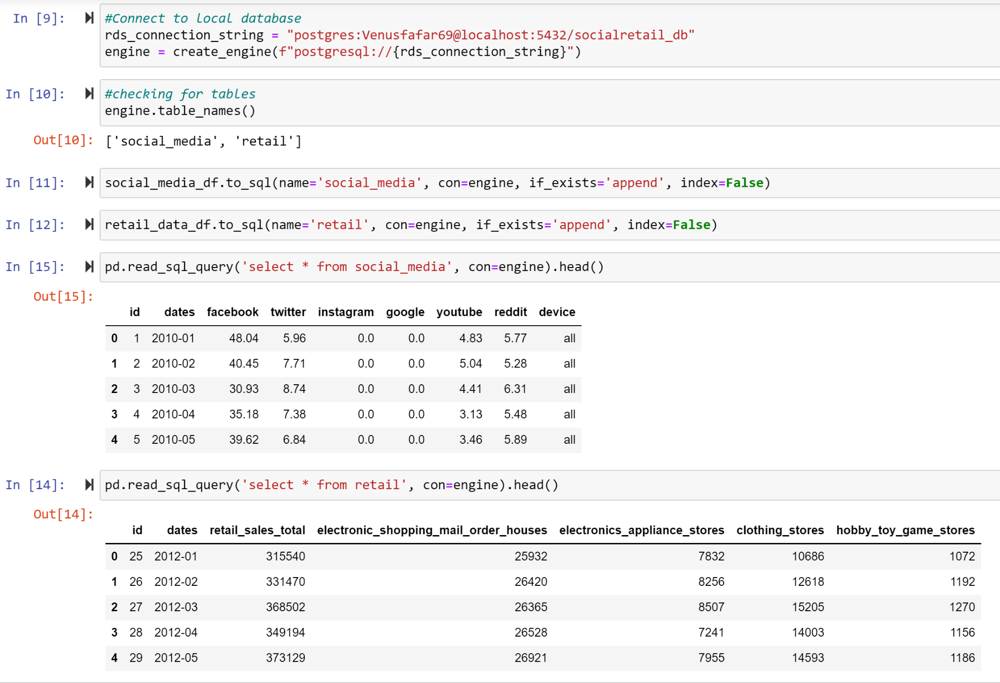 In [9]:
#Connect to local database
rds_connection_string = "postgres:Venusfafar69@localhost:5432/socialretail_db"
engine = create_engine(f"postgresql://{rds_connection_string}")
In [10]:
#checking for tables
engine.table_names()
Out[10]: ['social_media', 'retail']
In [11]: social_media_df.to_sql(name='social_media', con=engine, if_exists='append', index=False)
In [12]: retail_data_df.to_sql(name='retail', con=engine, if_exists='append', index=False)
In [15]: pd.read_sql_query('select * from social_media', con=engine).head()
Out[15]:
id dates facebook twitter instagram google youtube reddit device
0 1 2010-01 48.04 5.96 0.0 0.0 4.83 5.77 all
1 2 2010-02 40.45 7.71 0.0 0.0 5.04 5.28 all
2 3 2010-03 30.93 8.74 0.0 0.0 4.41 6.31 all
3 4 2010-04 35.18 7.38 0.0 0.0 3.13 5.48 all
4 5 2010-05 39.62 6.84 0.0 0.0 3.46 5.89 all
In [14]: pd.read_sql_query('select * from retail', con=engine).head()
Out[14]:
id dates retail_sales_total electronic_shopping_mail_order_houses electronics_appliance_stores clothing_stores hobby_toy_game_stores
0 25 2012-01 315540 25932 7832 10686 1072
1 26 2012-02 331470 26420 8256 12618 1192
2 27 2012-03 368502 26365 8507 15205 1270
3 28 2012-04 349194 26528 7241 14003 1156
4 29 2012-05 373129 26921 7955 14593 1186